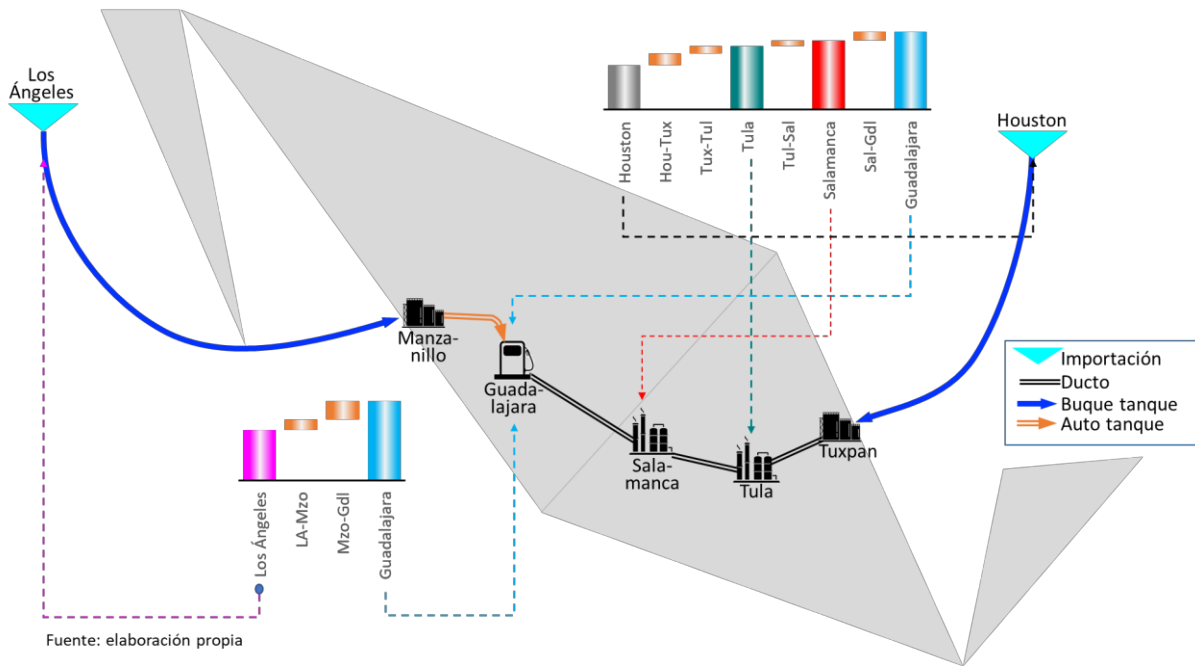 Los
Ángeles
Houston
Houston
Hou-Tux
Tux-Tul
Tula
Tul-Sal
Salamanca
Sal-Gdl
Guadalajara
Manza-
nillo
Guada-
lajara
Sala-
manca
Tula
Tuxpan
Importación
Ducto
Buque tanque
Auto tanque
Los Ángeles
LA-Mzo
Mzo-Gdl
Guadalajara
Fuente: elaboración propia